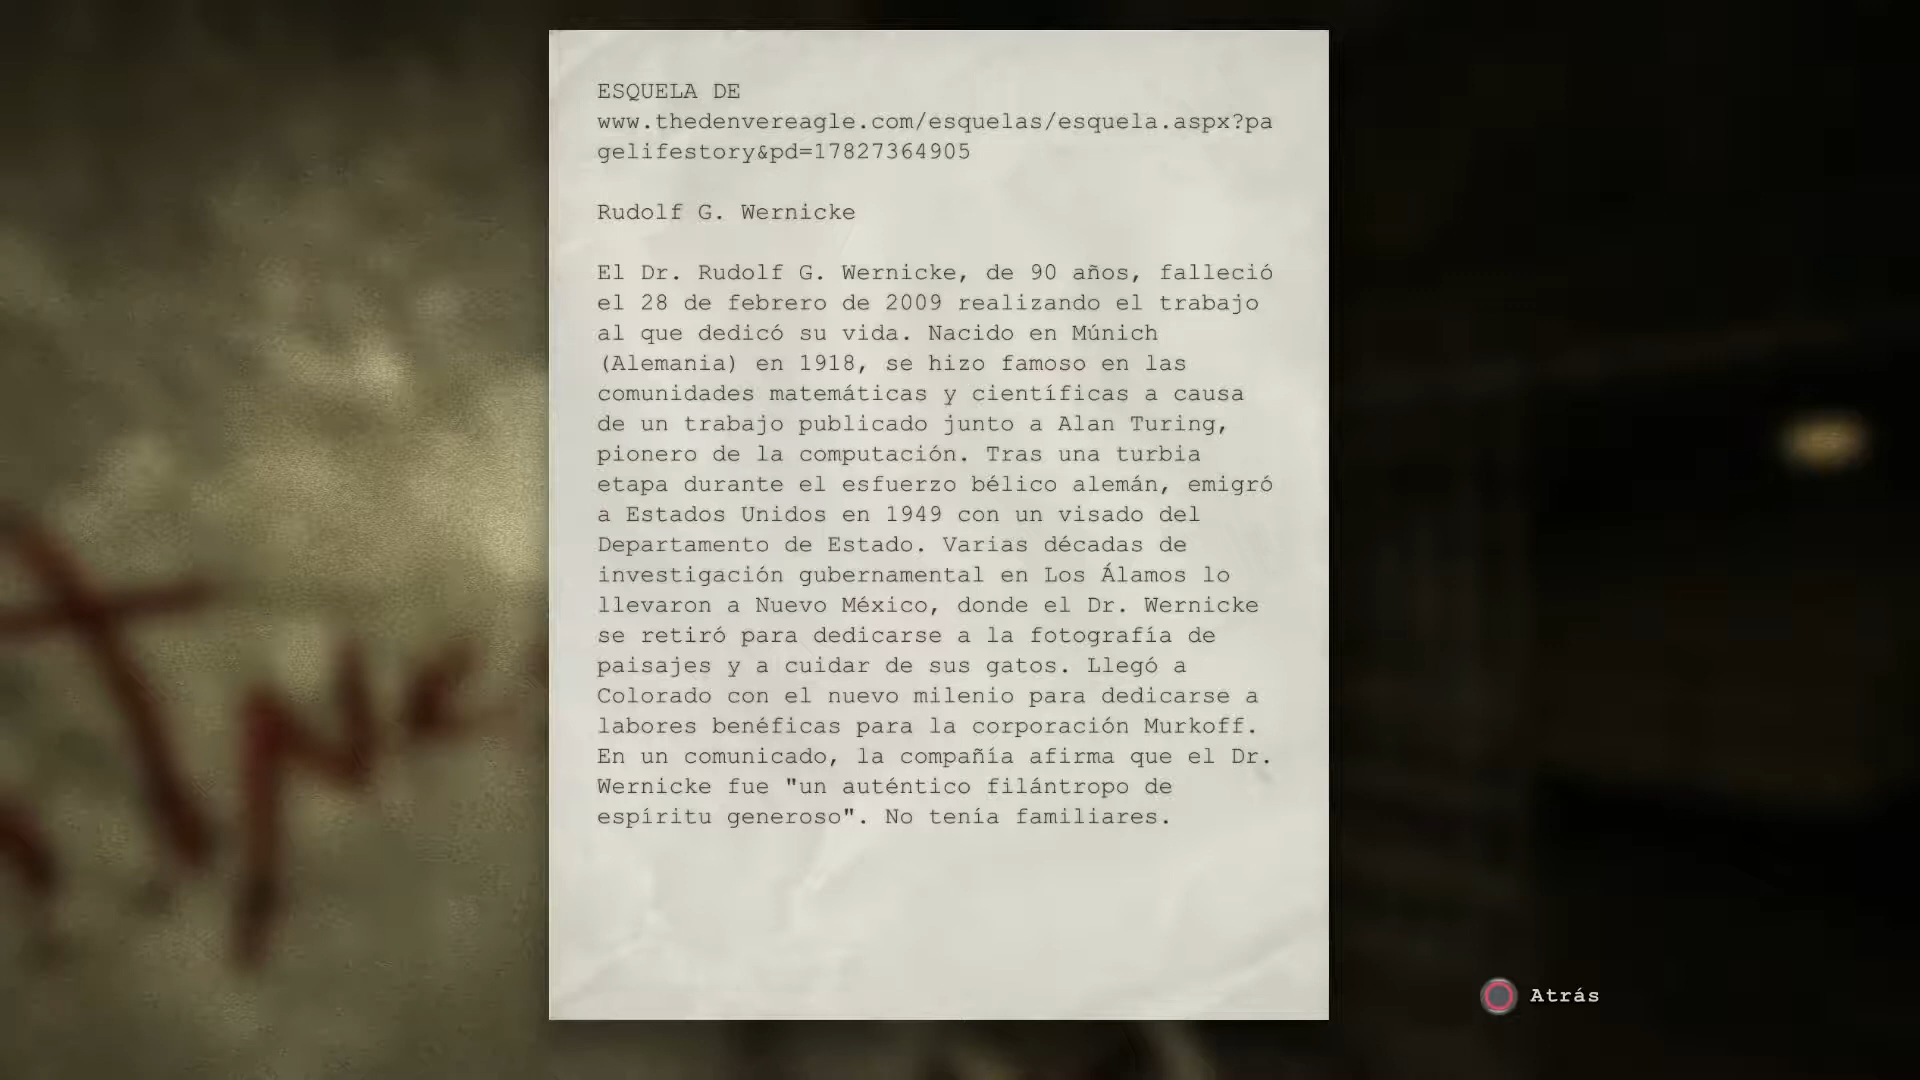 ESQUELA DE
www.thedenvereagle.com/esquelas/esquela.aspx?pa
gelifestory&pd=17827364905
Rudolf G. Wernicke
El Dr. Rudolf G. Wernicke, de 90 años, falleció
el 28 de febrero de 2009 realizando el trabajo
al que dedicó su vida. Nacido en Múnich
(Alemania) en 1918, se hizo famoso en las
comunidades matemáticas y científicas a causa
de un trabajo publicado junto a Alan Turing,
pionero de la computación. Tras una turbia
etapa durante el esfuerzo bélico alemán, emigró
a Estados Unidos en 1949 con un visado del
Departamento de Estado. Varias décadas de
investigación gubernamental en Los Álamos lo
llevaron a Nuevo México, donde el Dr. Wernicke
se retiró para dedicarse a la fotografía de
paisajes y a cuidar de sus gatos. Llegó a
Colorado con el nuevo milenio para dedicarse a
labores benéficas para la corporación Murkoff.
En un comunicado, la compañía afirma que el Dr.
Wernicke fue "un auténtico filántropo de
espíritu generoso". No tenía familiares.
Atrás